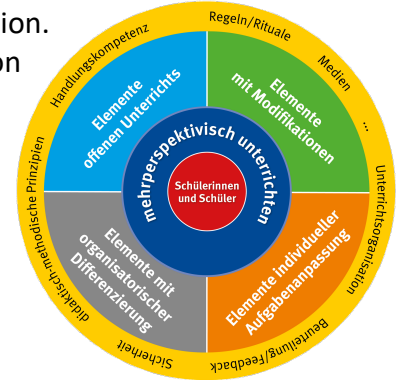 ion.
on
Handlungskompetenz
Regeln/Rituale
Medien
...
Unterrichtsorganisation
Beurteilung/Feedback
Sicherheit
didaktisch-methodische Prinzipien
Elemente
offenen Unterrichts
Elemente
mit Modifikationen
mehrperspektivisch unterrichten
Schülerinnen
und Schüler
Elemente mit
organisatorischer
Differenzierung
Elemente individueller
Aufgabenanpassung